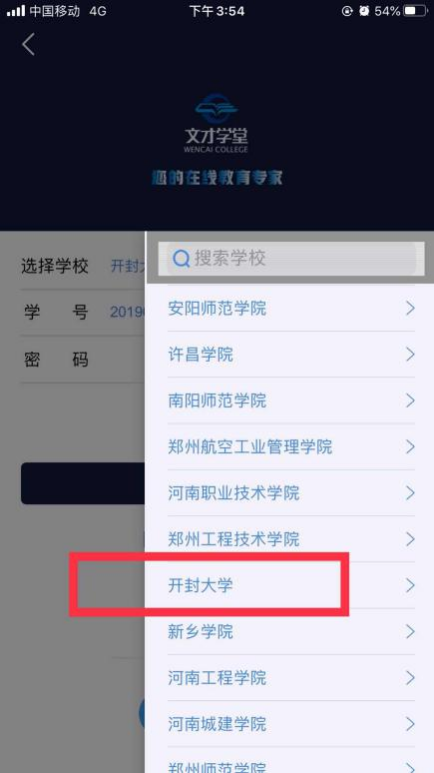 中国移动 4G 下午3:54 54%
文才学堂
WENCAI COLLEGE
您的在线教育专家
选择学校 开封
搜索学校
学号 2019
密码
安阳师范学院
许昌学院
南阳师范学院
郑州航空工业管理学院
河南职业技术学院
郑州工程技术学院
开封大学
新乡学院
河南工程学院
河南城建学院
郑州师范学院